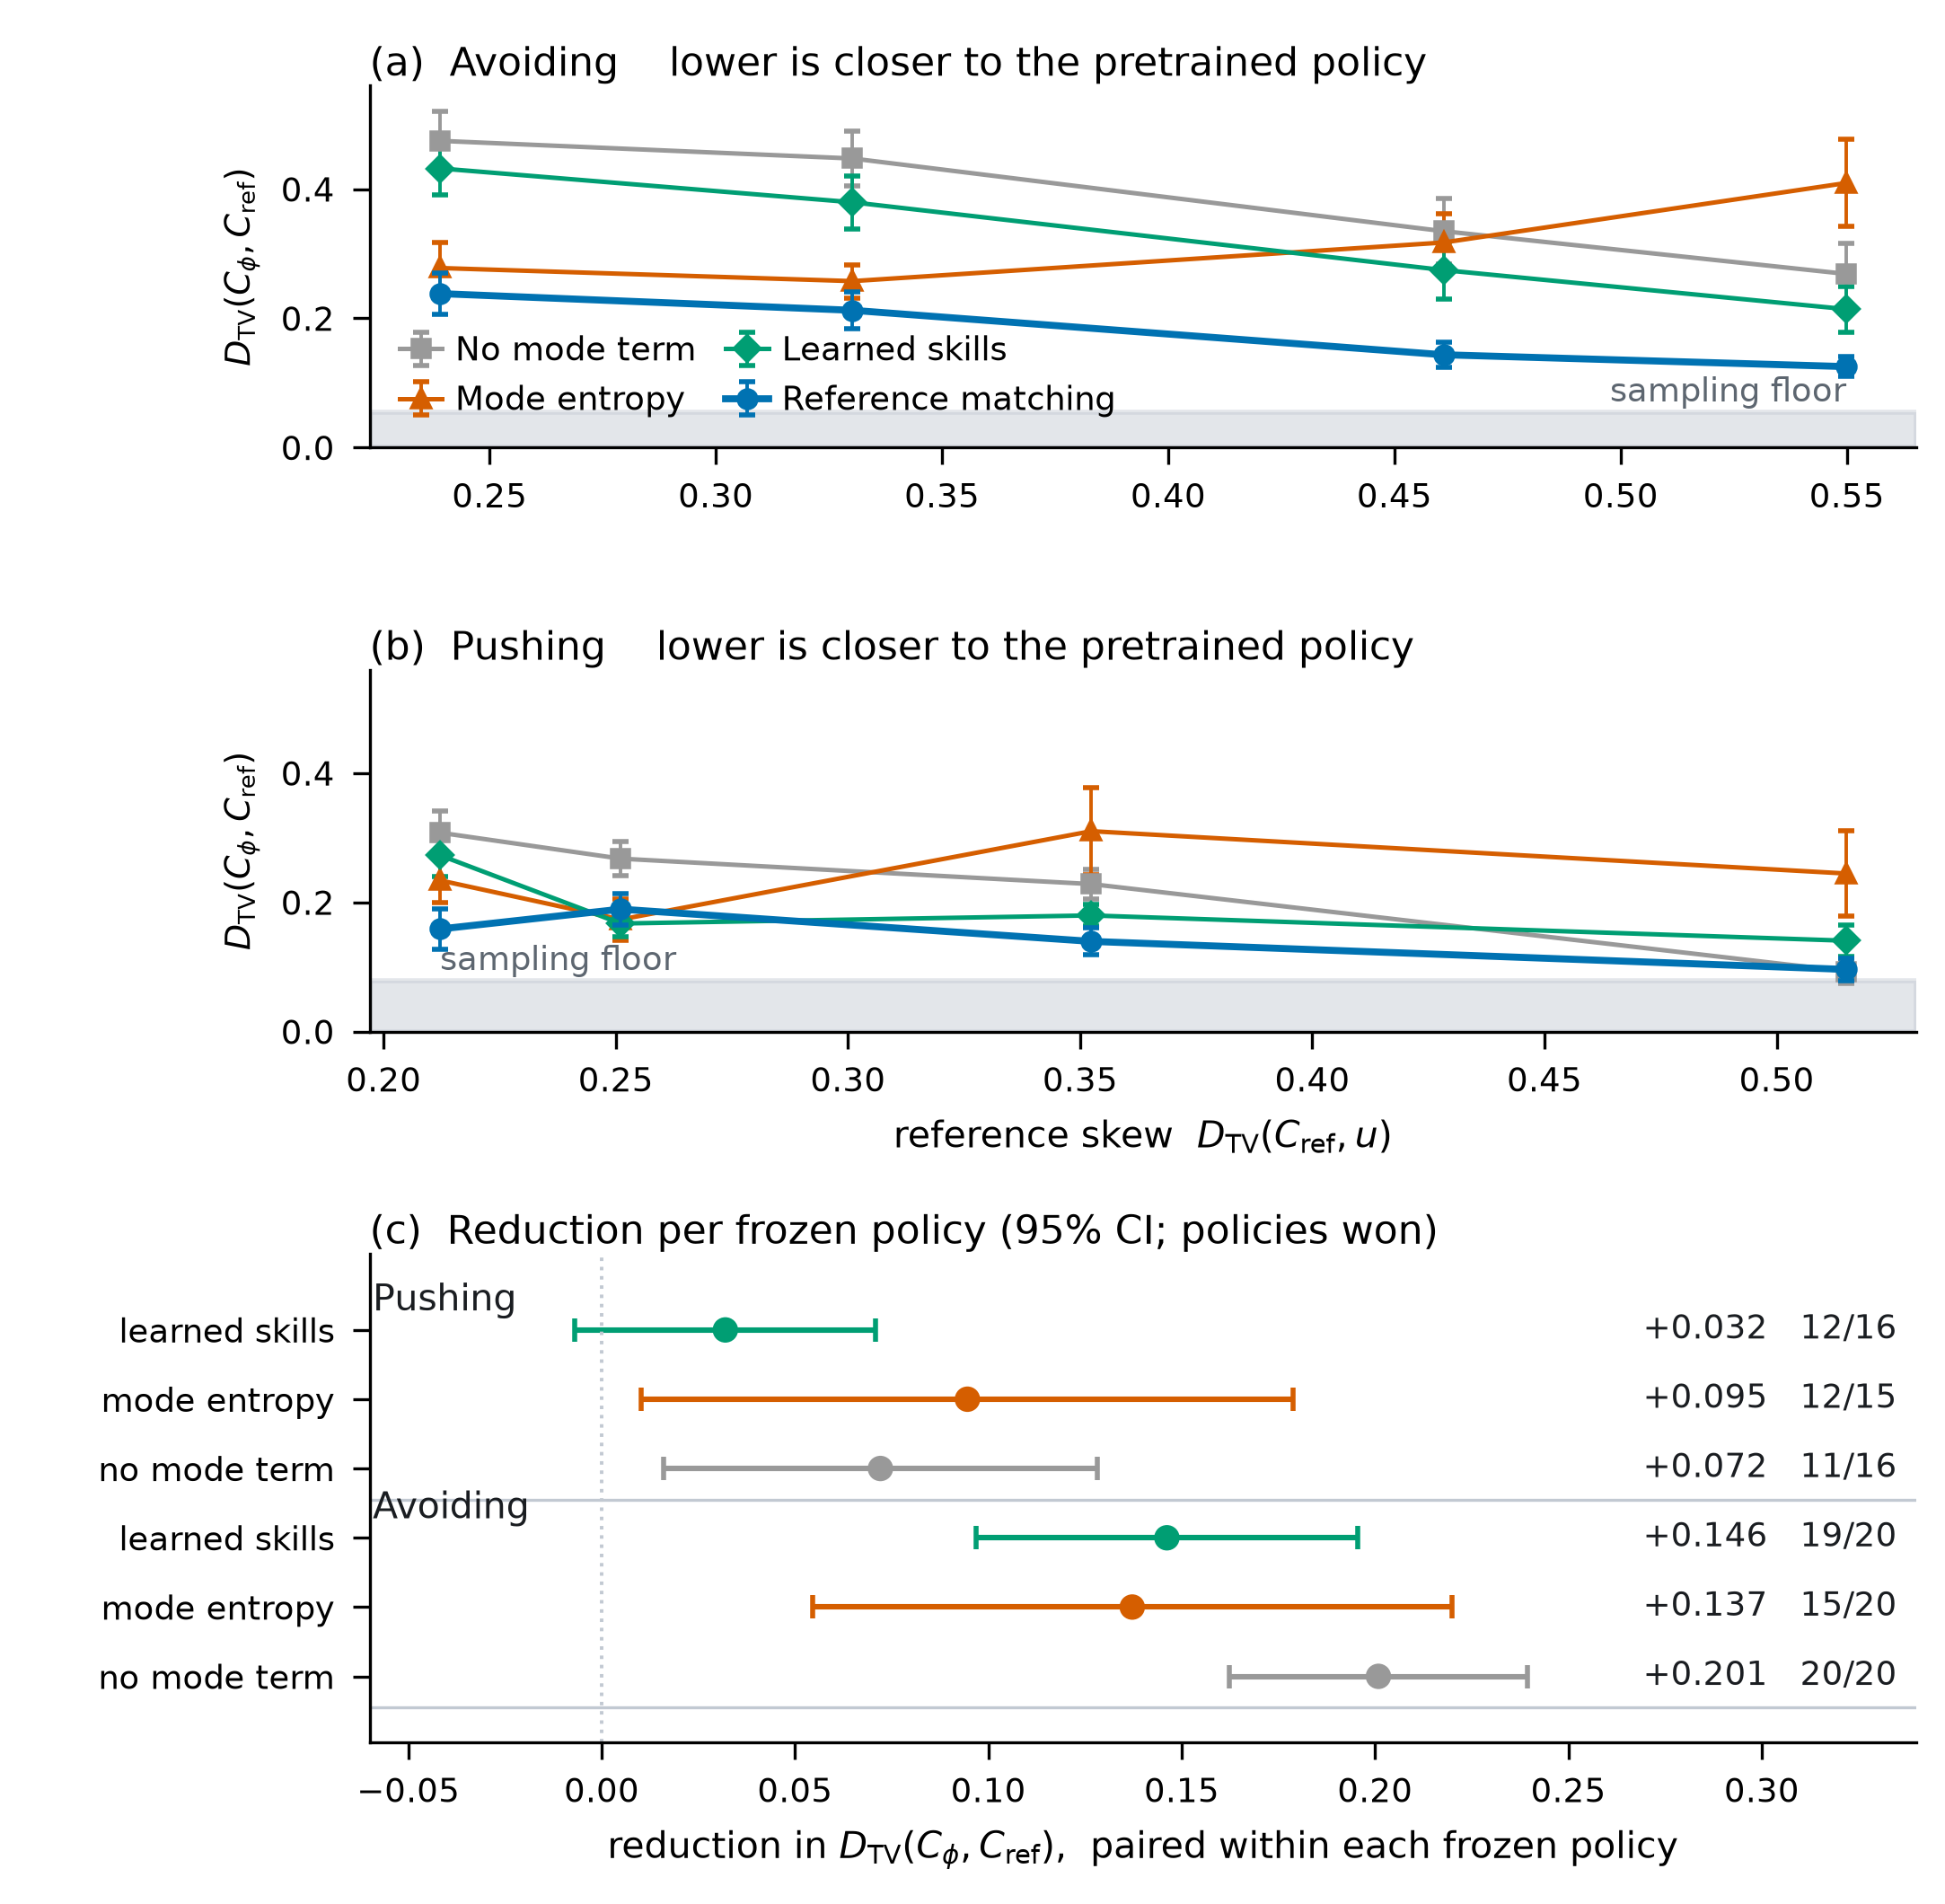 (a) Avoiding lower is closer to the pretrained policy
D_TV(C_ϕ, C_ref)
0.4
0.2
0.0
No mode term
Learned skills
Mode entropy
Reference matching
sampling floor
0.25 0.30 0.35 0.40 0.45 0.50 0.55
(b) Pushing lower is closer to the pretrained policy
D_TV(C_ϕ, C_ref)
0.4
0.2
0.0
sampling floor
0.20 0.25 0.30 0.35 0.40 0.45 0.50
reference skew D_TV(C_ref, u)
(c) Reduction per frozen policy (95% CI; policies won)
Pushing
learned skills +0.032 12/16
mode entropy +0.095 12/15
no mode term +0.072 11/16
Avoiding
learned skills +0.146 19/20
mode entropy +0.137 15/20
no mode term +0.201 20/20
−0.05 0.00 0.05 0.10 0.15 0.20 0.25 0.30
reduction in D_TV(C_ϕ, C_ref), paired within each frozen policy